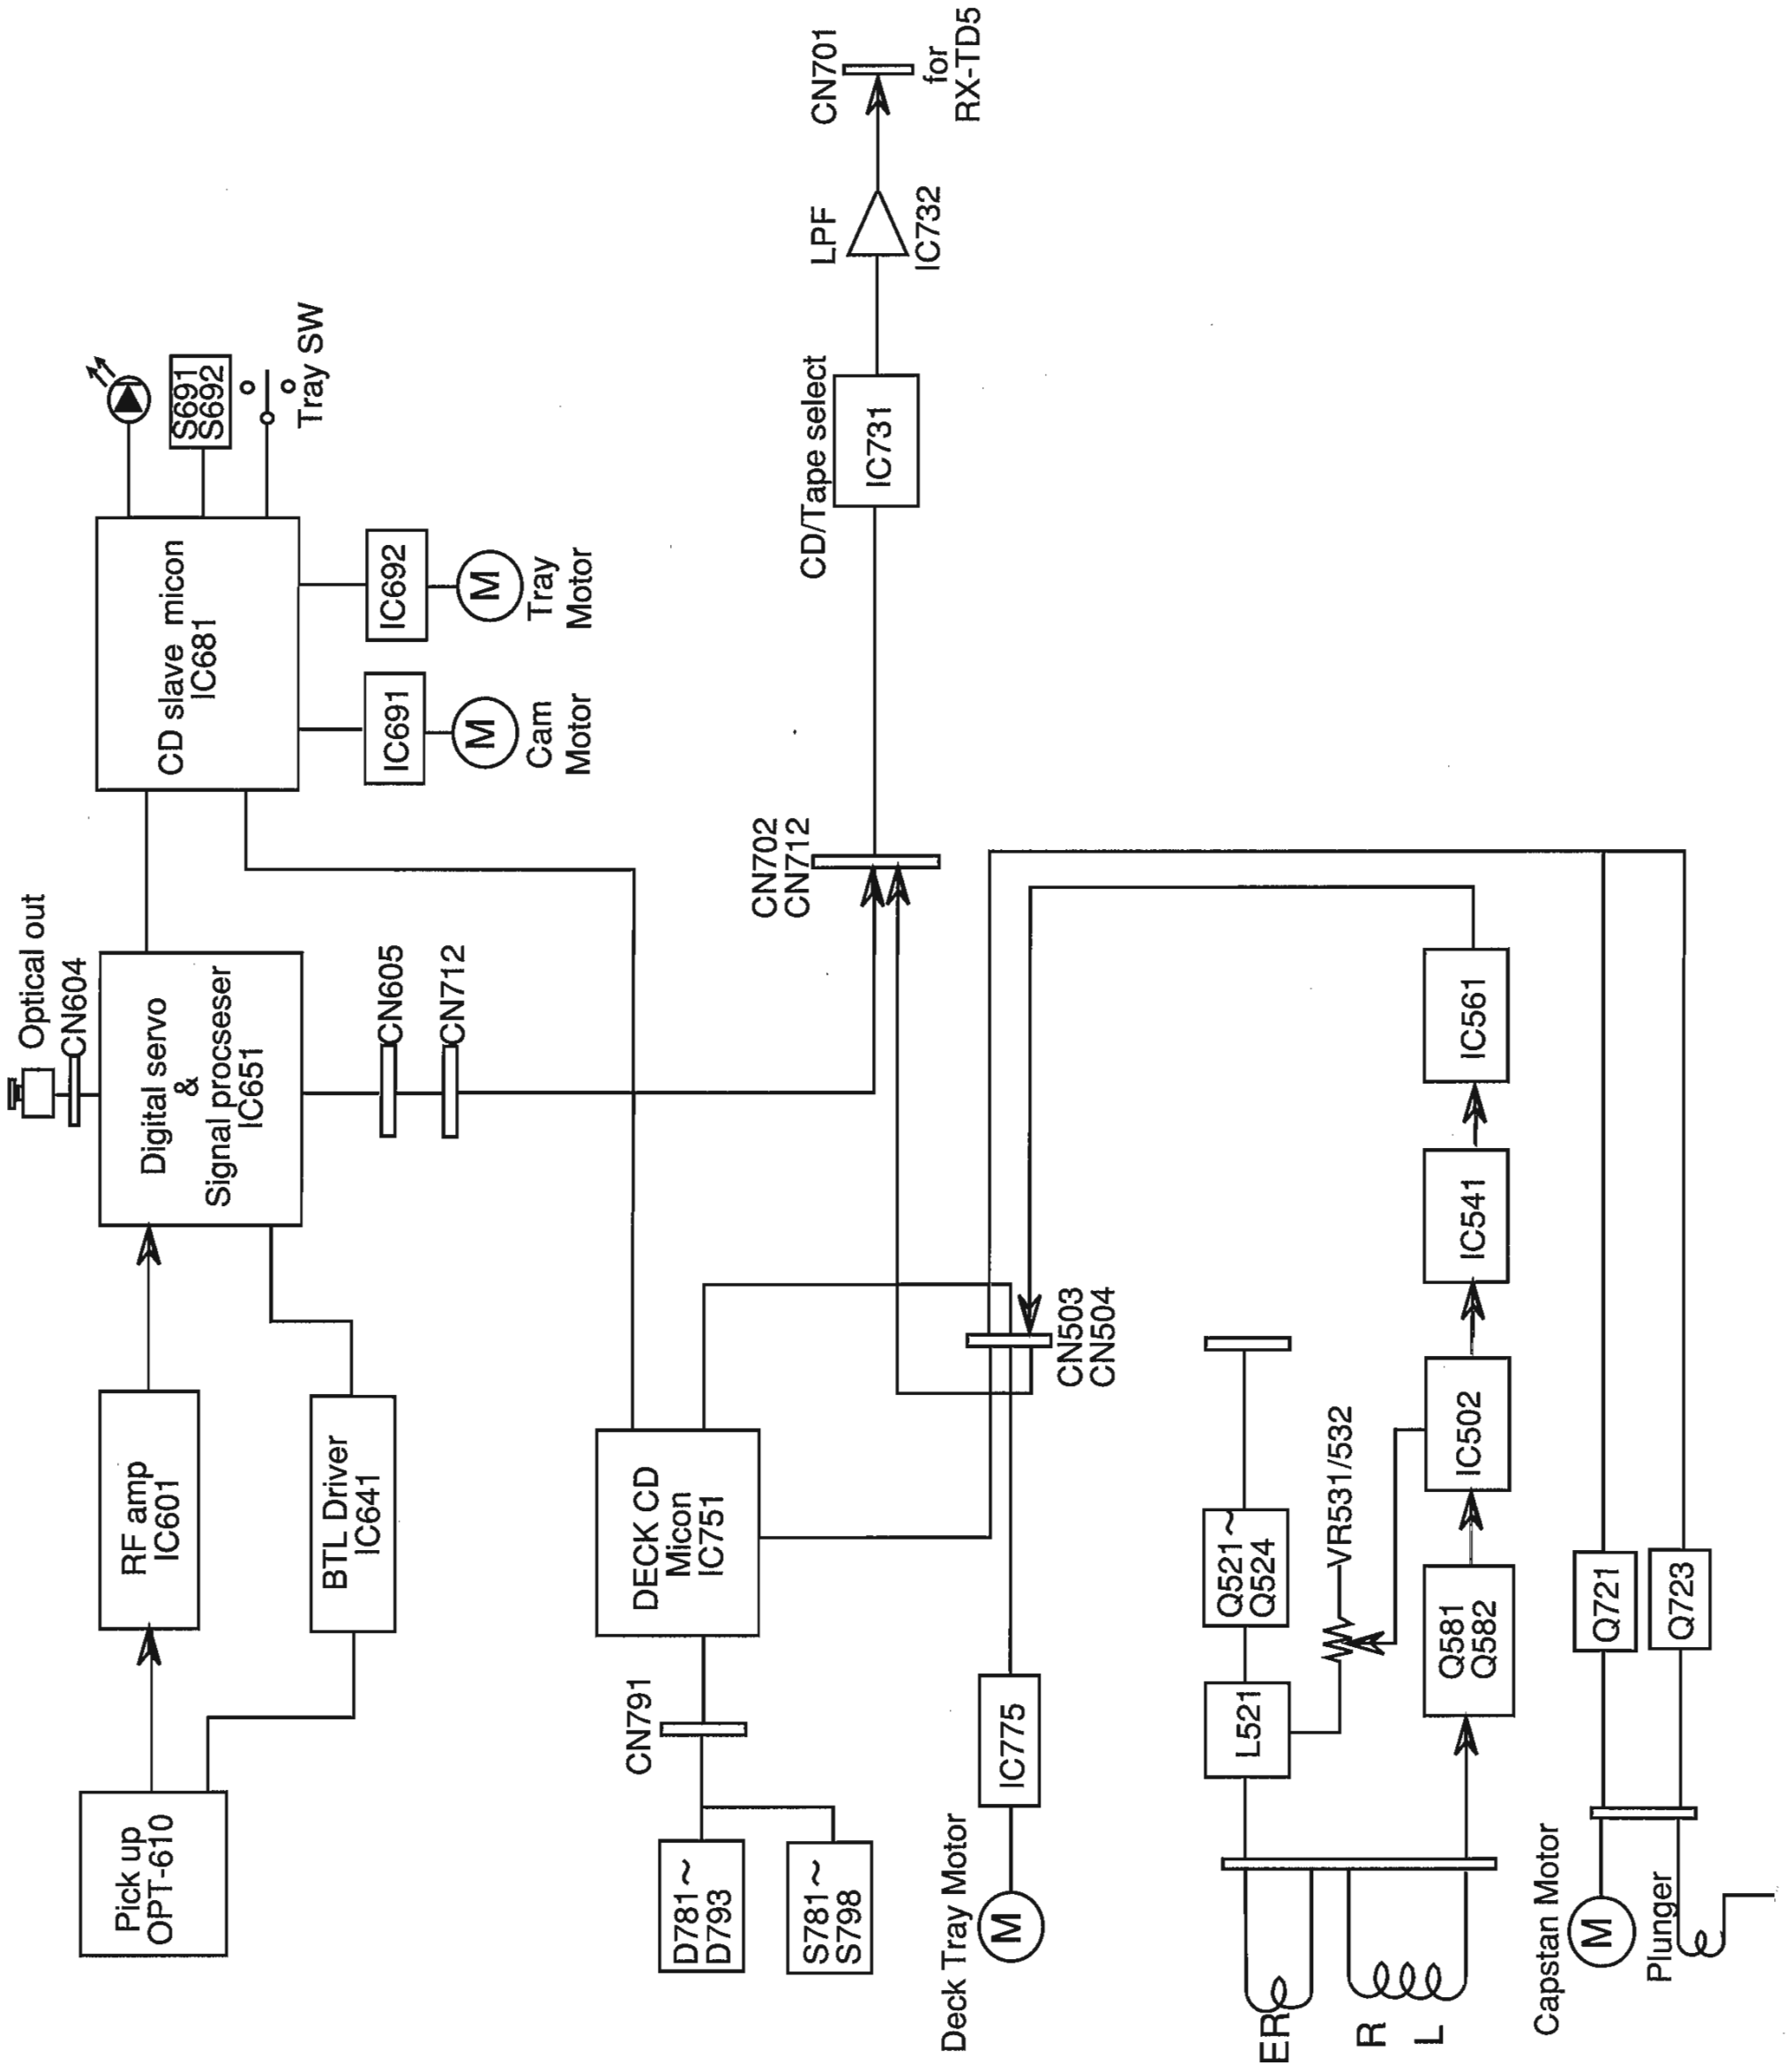 Pick up
OPT-610
RF amp
IC601
BTL Driver
IC641
Optical out
CN604
Digital servo
&
Signal procseser
IC651
CN605
CN712
CD slave micon
IC681
S691
S692
Tray SW
IC691
M
Cam
Motor
IC692
M
Tray
Motor
D781~
D793
S781~
S798
CN791
DECK CD
Micon
IC751
CN702
CN712
CD/Tape select
IC731
LPF
IC732
CN701
for
RX-TD5
Deck Tray Motor
M
IC775
CN503
CN504
ER
R
L
L521
Q521~
Q524
VR531/532
Q581
Q582
IC502
IC541
IC561
Capstan Motor
M
Q721
Plunger
Q723